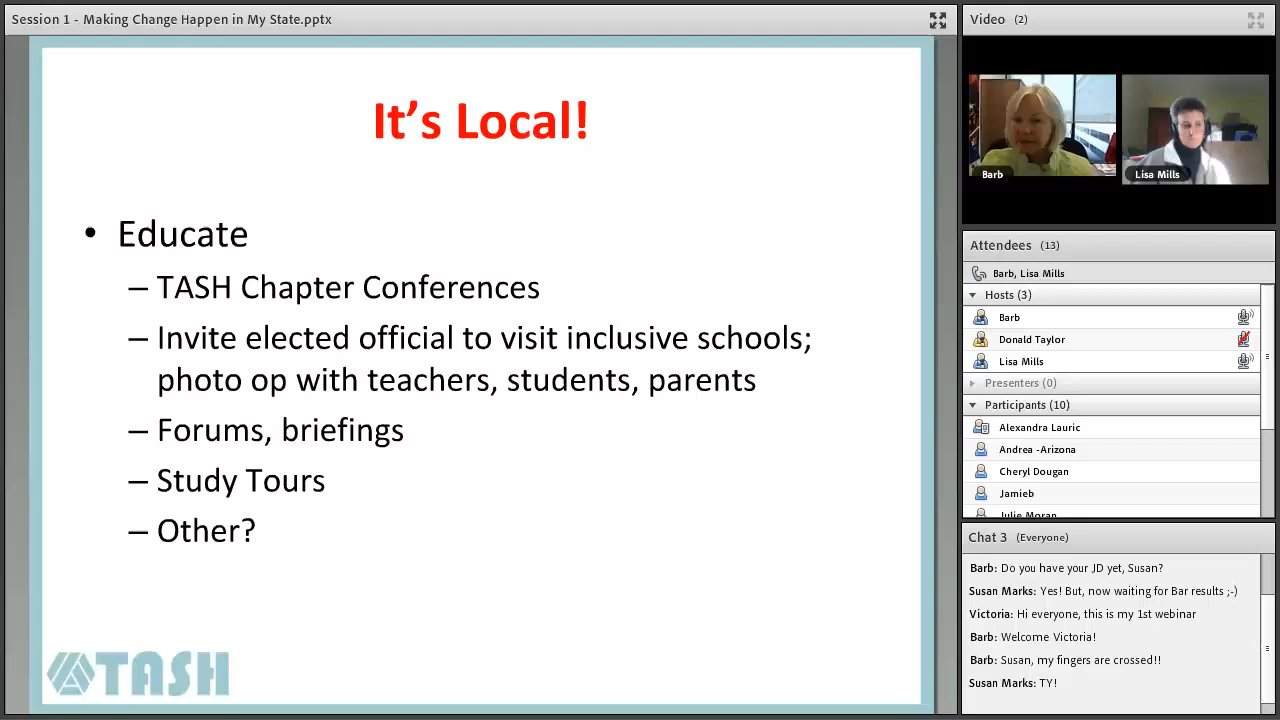 Session 1 - Making Change Happen in My State.pptx
It's Local!
• Educate
– TASH Chapter Conferences
– Invite elected official to visit inclusive schools;
photo op with teachers, students, parents
– Forums, briefings
– Study Tours
– Other?
TASH
Video (2)
Barb
Lisa Mills
Attendees (13)
Barb, Lisa Mills
Hosts (3)
Barb
Donald Taylor
Lisa Mills
Presenters (0)
Participants (10)
Alexandra Lauric
Andrea -Arizona
Cheryl Dougan
Jamieb
Julie Moran
Chat 3 (Everyone)
Barb: Do you have your JD yet, Susan?
Susan Marks: Yes! But, now waiting for Bar results ;-)
Victoria: Hi everyone, this is my 1st webinar
Barb: Welcome Victoria!
Barb: Susan, my fingers are crossed!!
Susan Marks: TY!